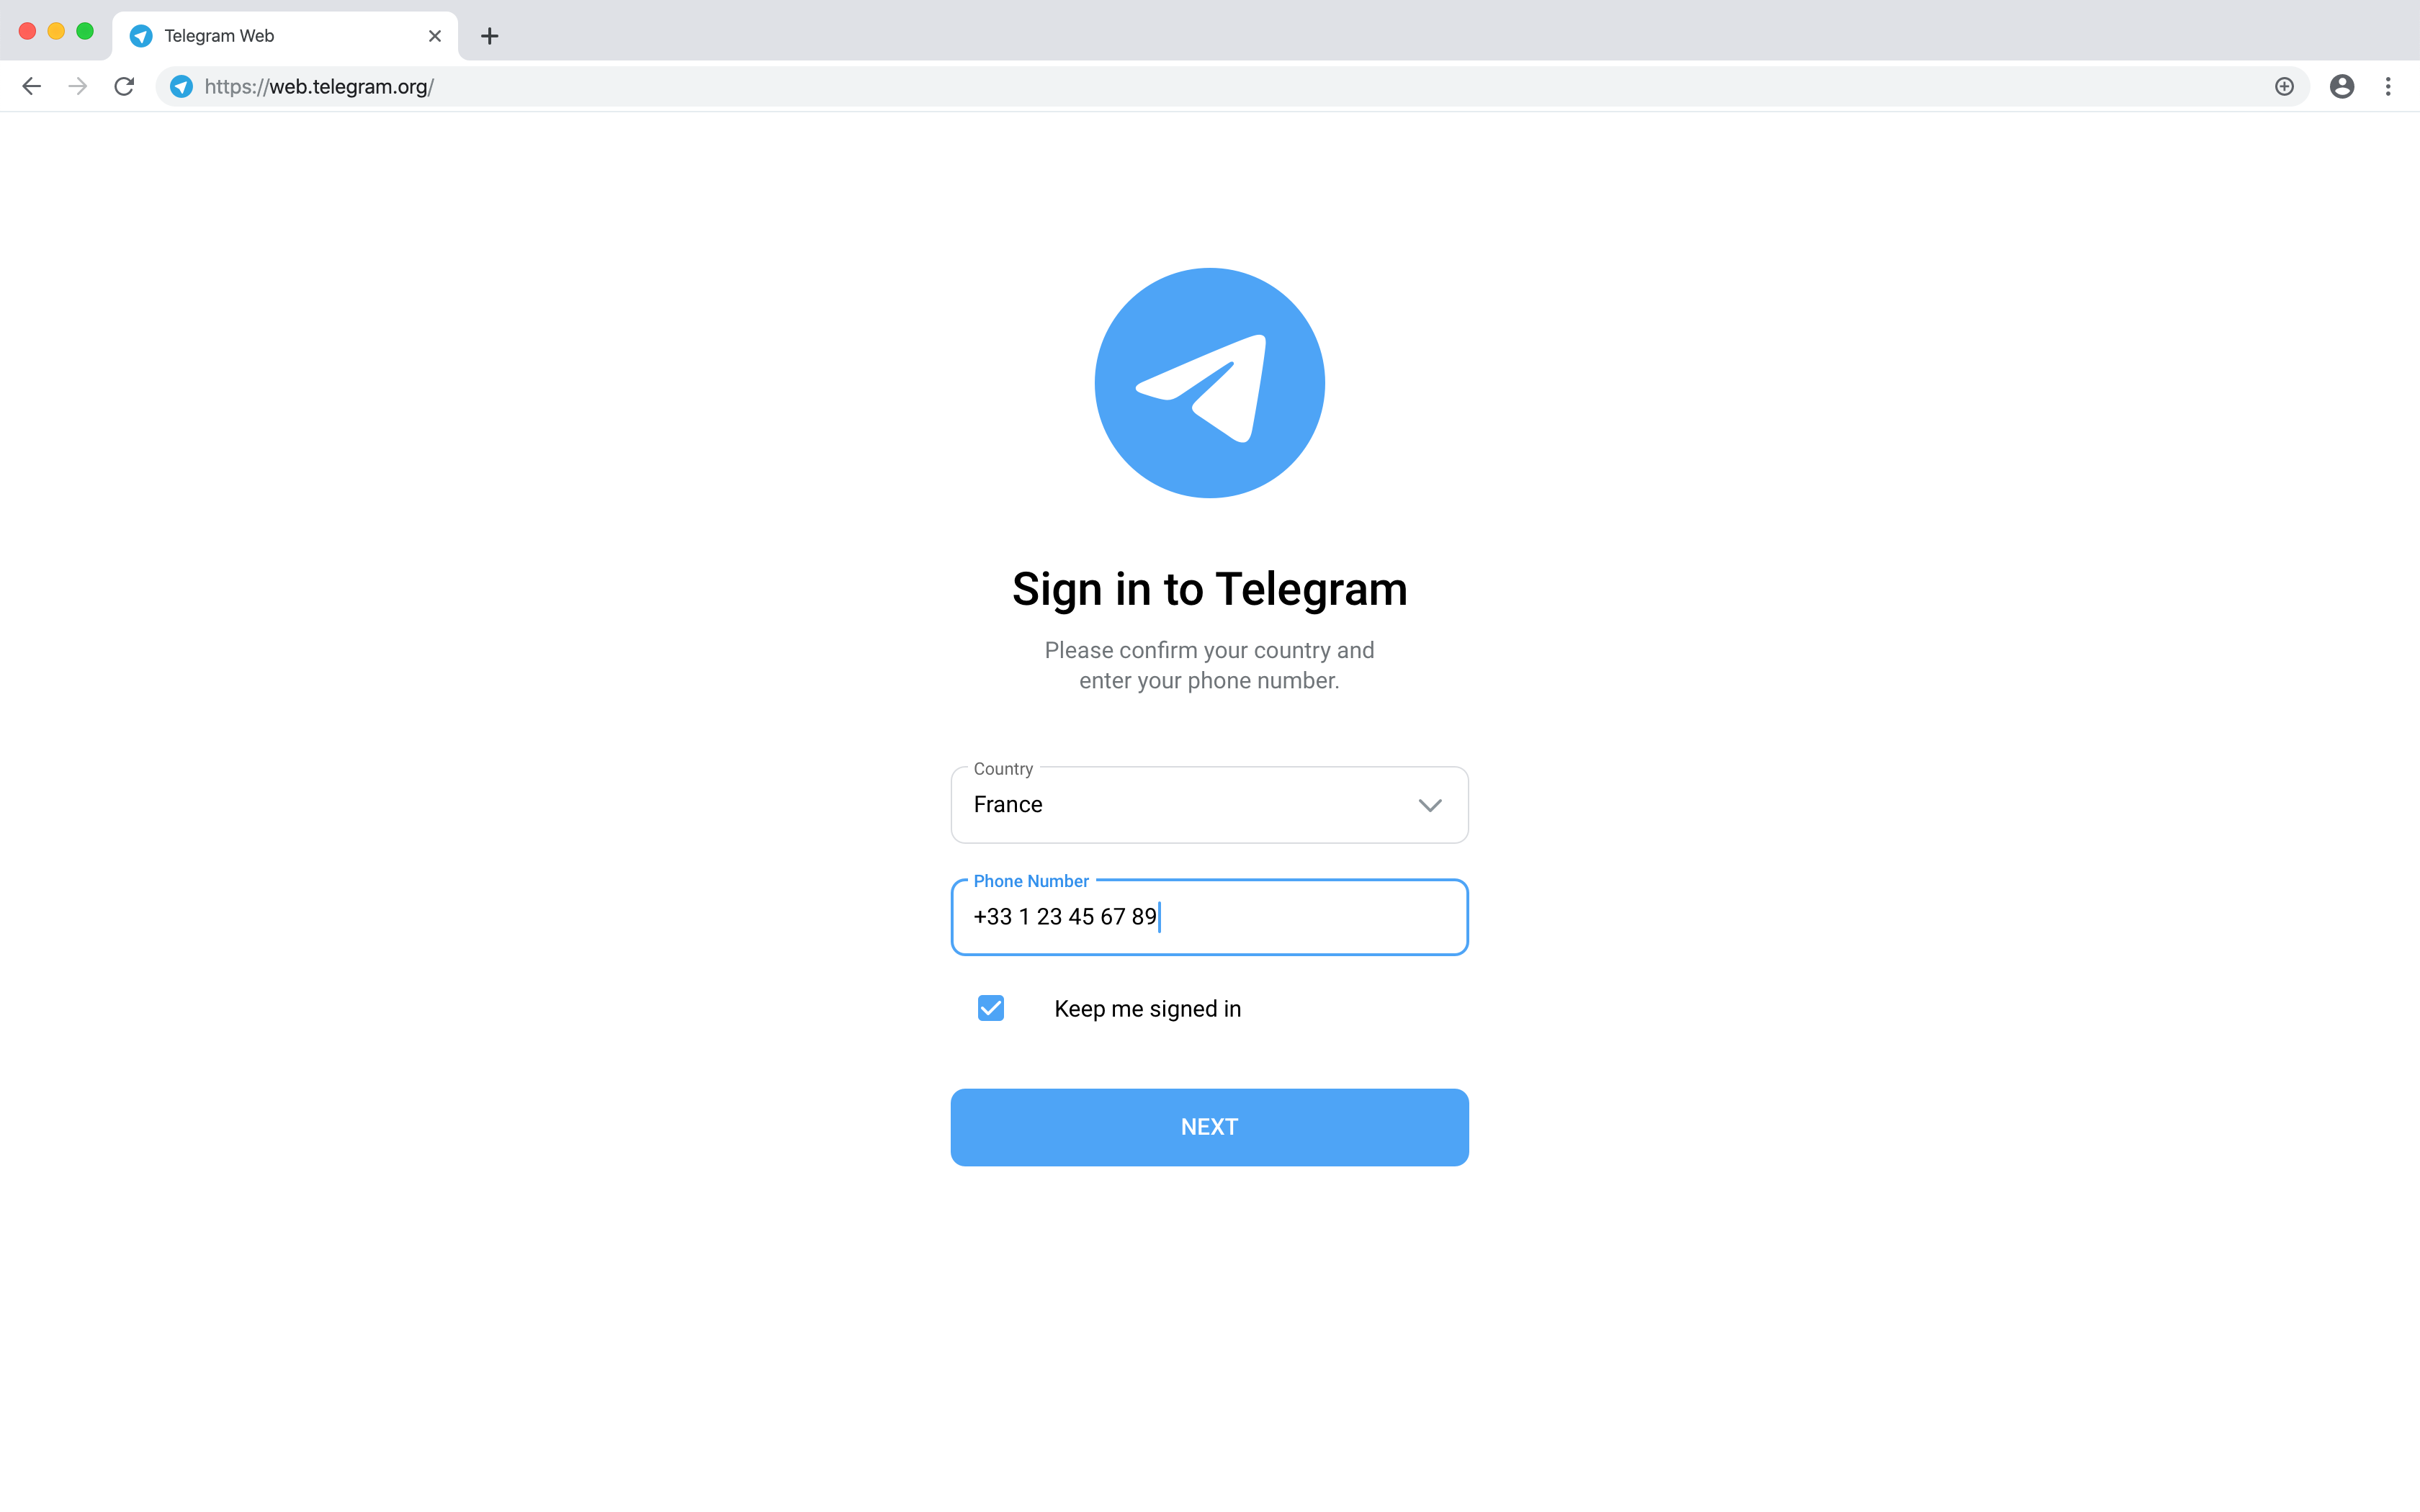 Telegram Web
https://web.telegram.org/
Sign in to Telegram
Please confirm your country and
enter your phone number.
Country
France
Phone Number
+33 1 23 45 67 89
Keep me signed in
NEXT